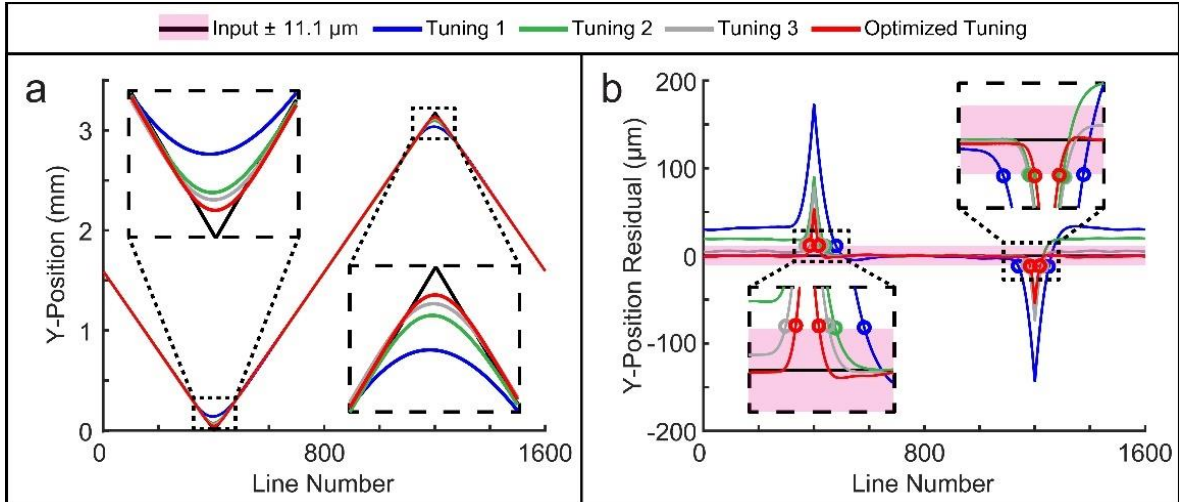 Input ± 11.1 µm Tuning 1 Tuning 2 Tuning 3 Optimized Tuning
a
Y-Position (mm)
3
2
1
0
0 800 1600
Line Number
b
Y-Position Residual (µm)
200
100
0
-100
-200
0 800 1600
Line Number